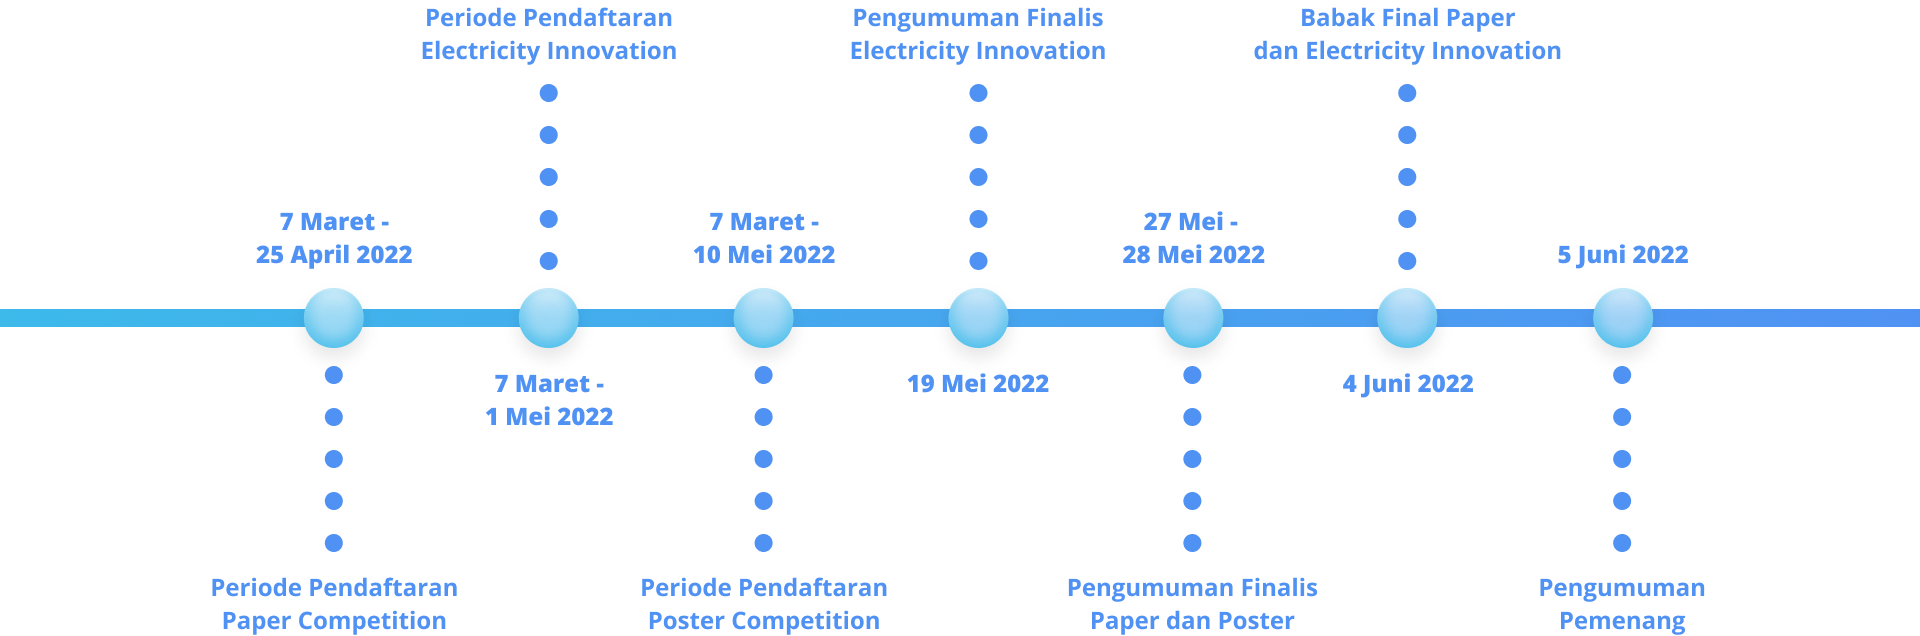 Periode Pendaftaran
Electricity Innovation
Pengumuman Finalis
Electricity Innovation
Babak Final Paper
dan Electricity Innovation
7 Maret -
25 April 2022
7 Maret -
10 Mei 2022
27 Mei -
28 Mei 2022
5 Juni 2022
7 Maret -
1 Mei 2022
19 Mei 2022
4 Juni 2022
Periode Pendaftaran
Paper Competition
Periode Pendaftaran
Poster Competition
Pengumuman Finalis
Paper dan Poster
Pengumuman
Pemenang